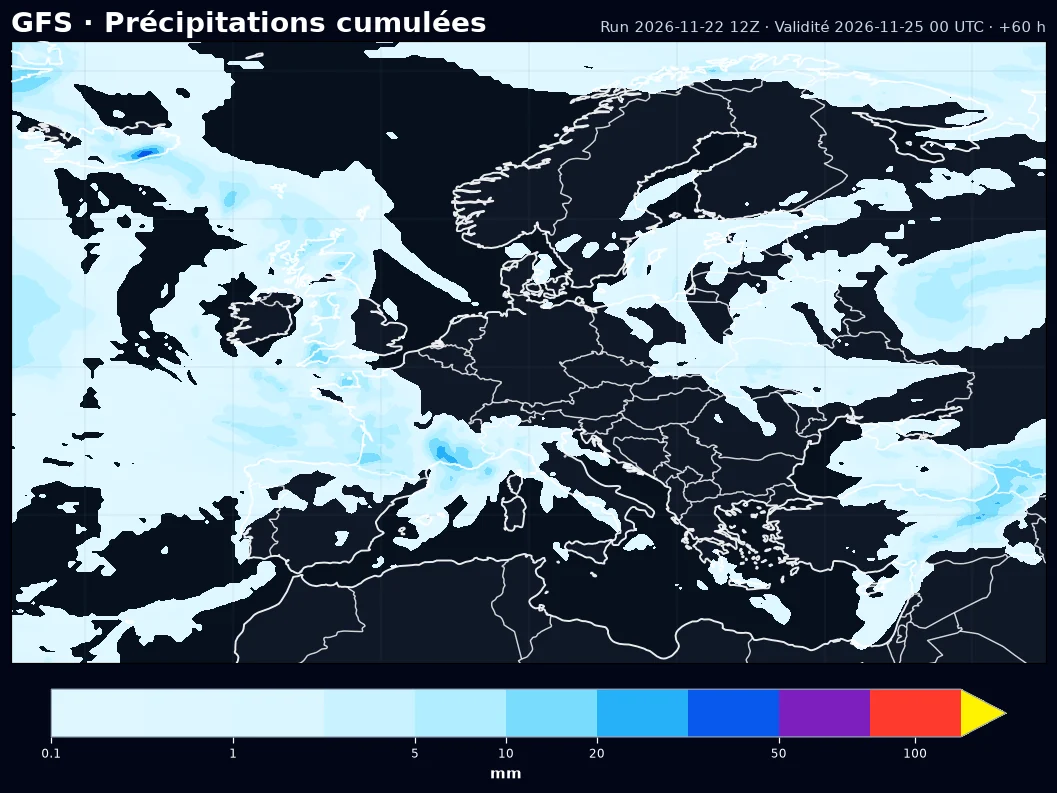 GFS · Précipitations cumulées
Run 2026-11-22 12Z · Validité 2026-11-25 00 UTC · +60 h
0.1 1 5 10 20 50 100
mm